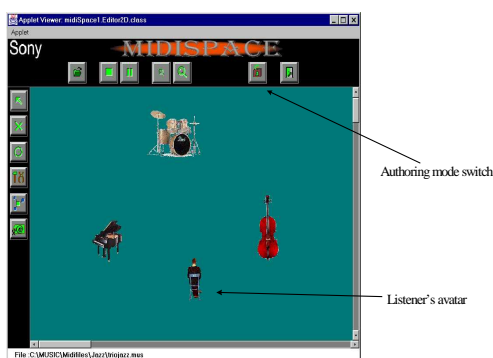 Applet Viewer: midiSpace1.Editor2D.class
Applet
Sony
MIDISPACE
Authoring mode switch
Listener's avatar
File :C:\MUSIC\Midifiles\Jazz\triojazz.mus